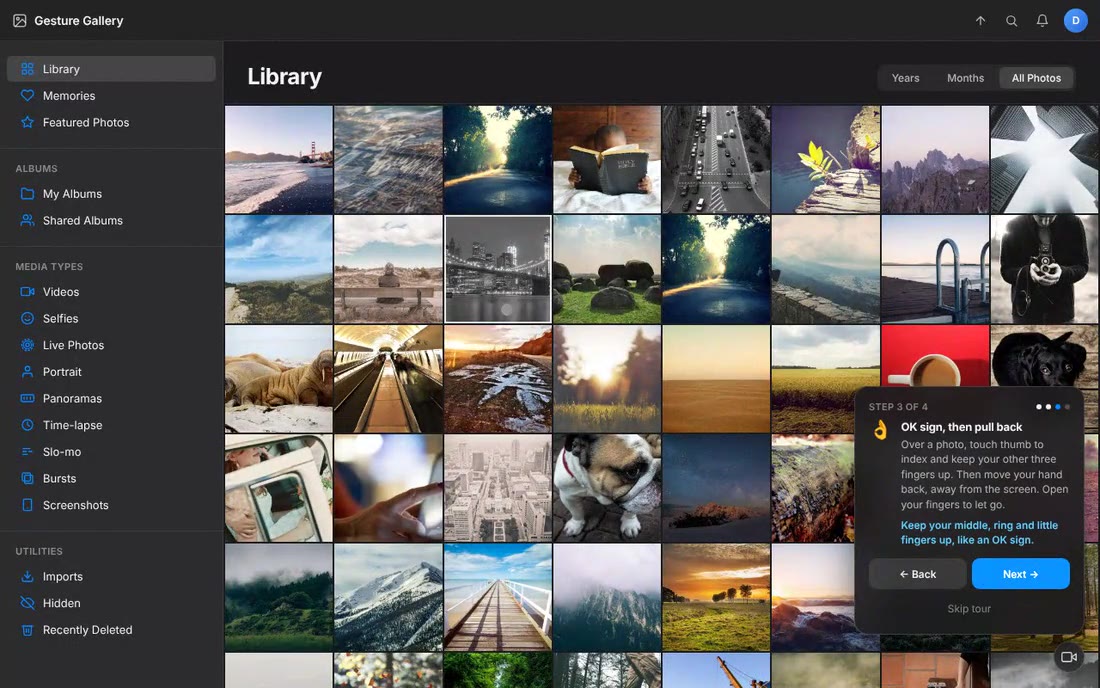 Gesture Gallery
D
Library
Memories
Featured Photos
ALBUMS
My Albums
Shared Albums
MEDIA TYPES
Videos
Selfies
Live Photos
Portrait
Panoramas
Time-lapse
Slo-mo
Bursts
Screenshots
UTILITIES
Imports
Hidden
Recently Deleted
Library
Years
Months
All Photos
STEP 3 OF 4
OK sign, then pull back
Over a photo, touch thumb to
index and keep your other three
fingers up. Then move your hand
back, away from the screen. Open
your fingers to let go.
Keep your middle, ring and little
fingers up, like an OK sign.
← Back
Next →
Skip tour